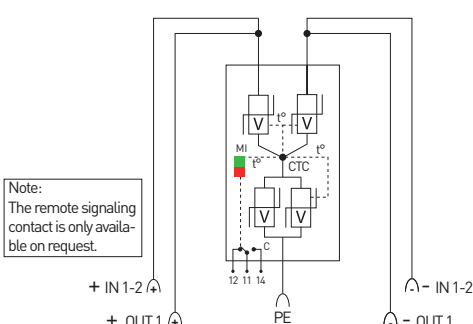 V V
t°
MI
t° t°
CTC
V V
Note:
The remote signaling
contact is only availa-
ble on request.
C
12 11 14
+ IN 1-2 + - - IN 1-2
PE
+ OUT 1 + - - OUT 1